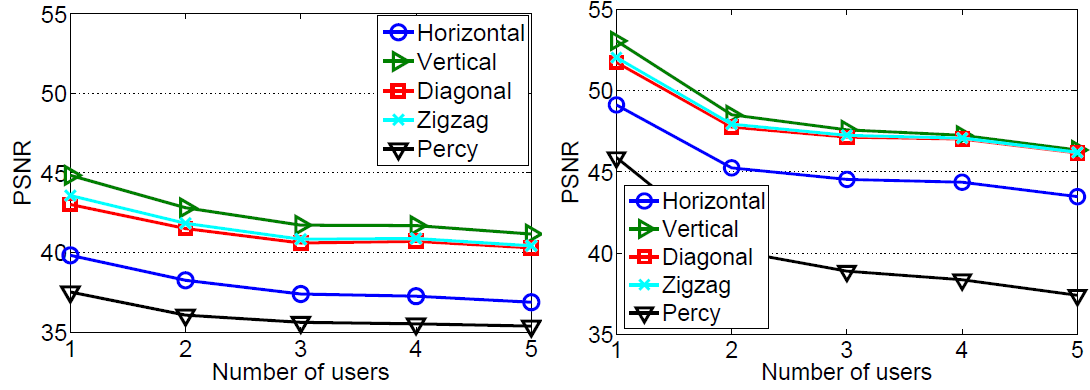 55
50
45
40
35
PSNR
Horizontal
Vertical
Diagonal
Zigzag
Percy
1 2 3 4 5
Number of users
55
50
45
40
35
PSNR
Horizontal
Vertical
Diagonal
Zigzag
Percy
1 2 3 4 5
Number of users